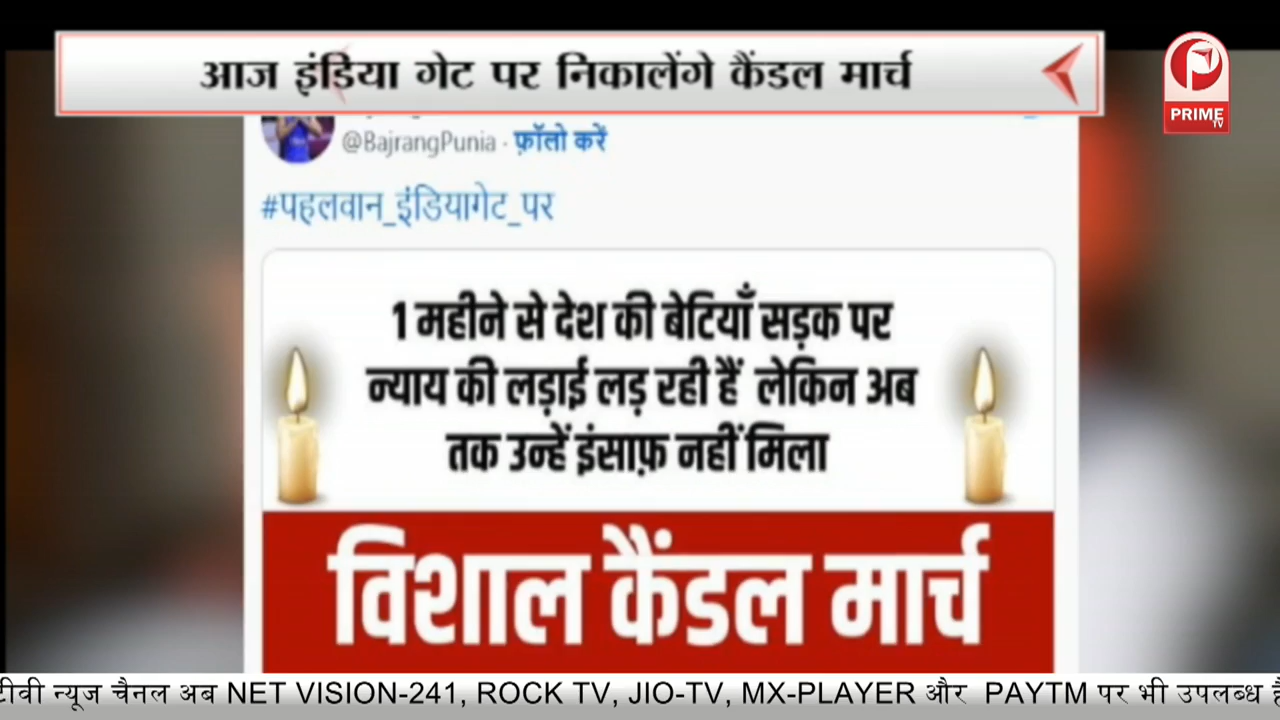 आज इंडिया गेट पर निकालेंगे कैंडल मार्च
PRIME
TV
@BajrangPunia · फ़ॉलो करें
#पहलवान_इंडियागेट_पर
1 महीने से देश की बेटियाँ सड़क पर
न्याय की लड़ाई लड़ रही हैं लेकिन अब
तक उन्हें इंसाफ़ नहीं मिला
विशाल कैंडल मार्च
टीवी न्यूज चैनल अब NET VISION-241, ROCK TV, JIO-TV, MX-PLAYER और PAYTM पर भी उपलब्ध है